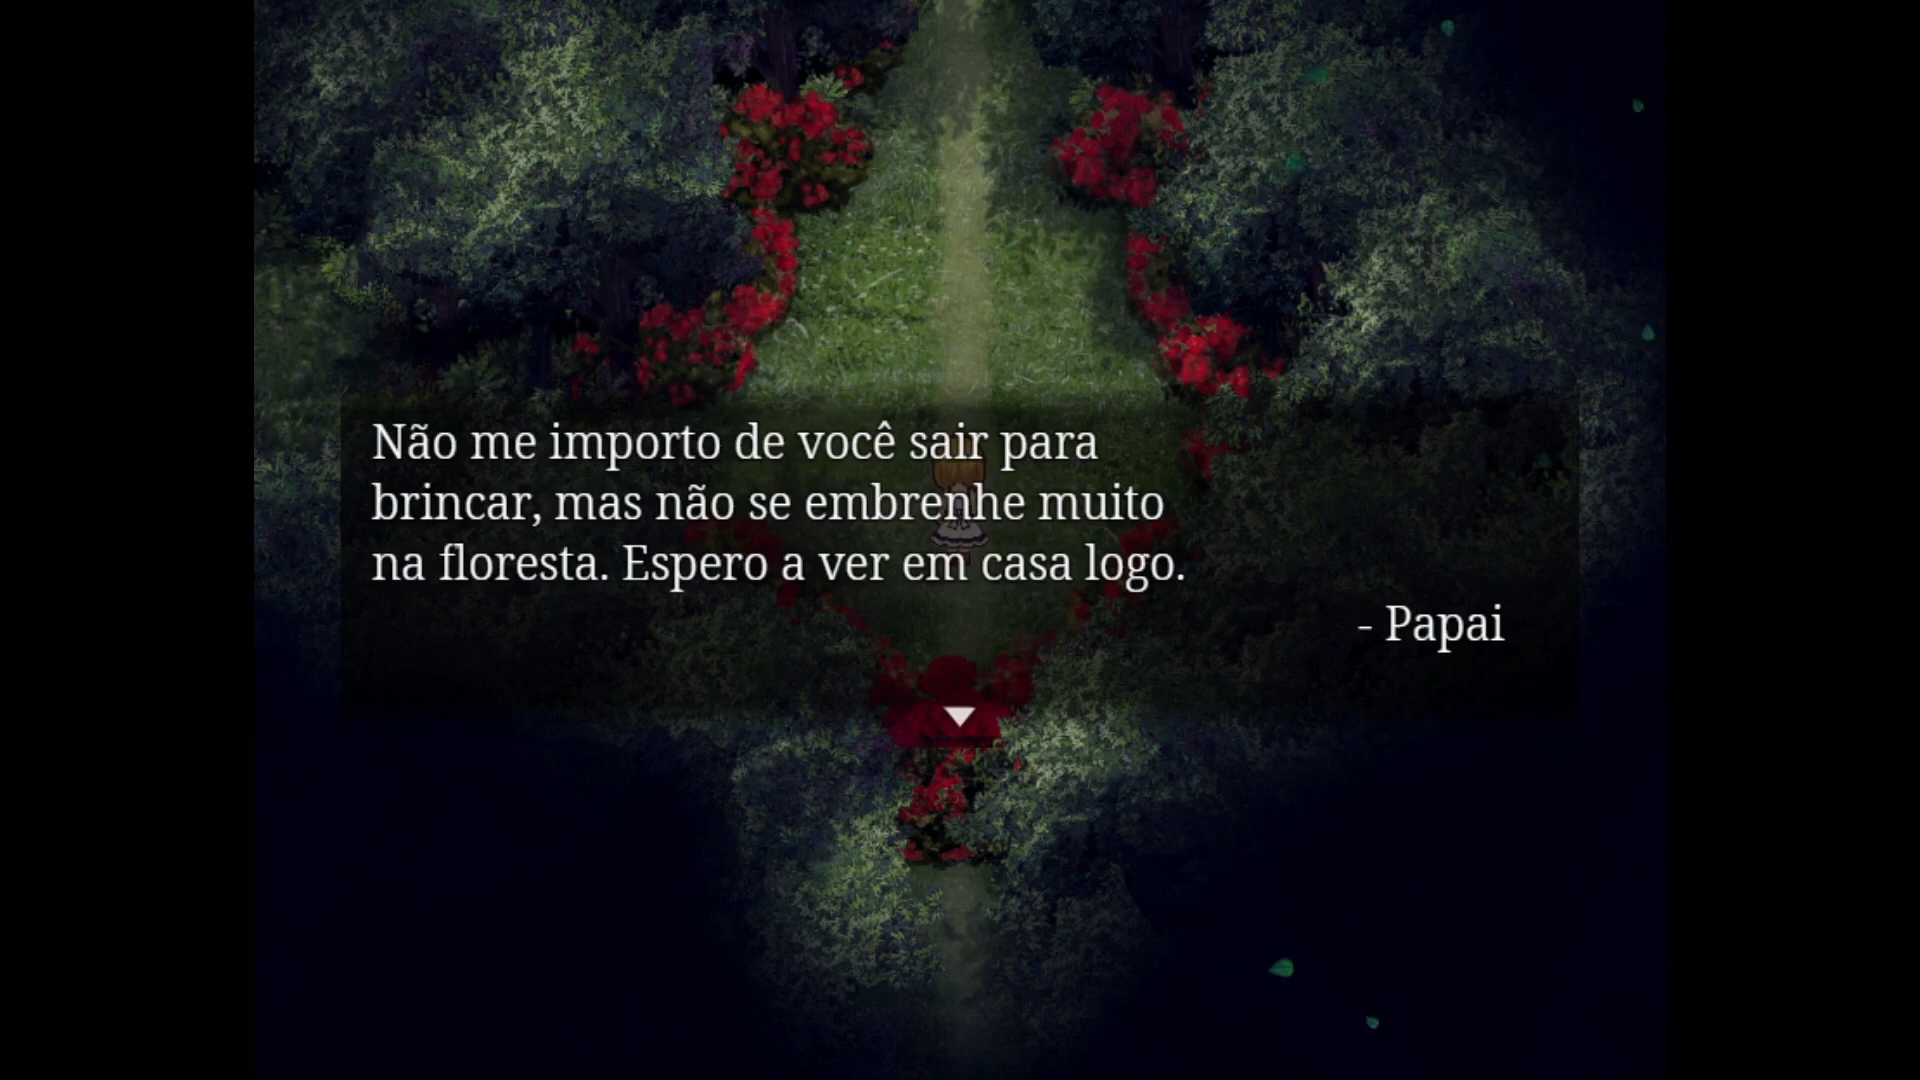 Não me importo de você sair para
brincar, mas não se embrenhe muito
na floresta. Espero a ver em casa logo.
- Papai